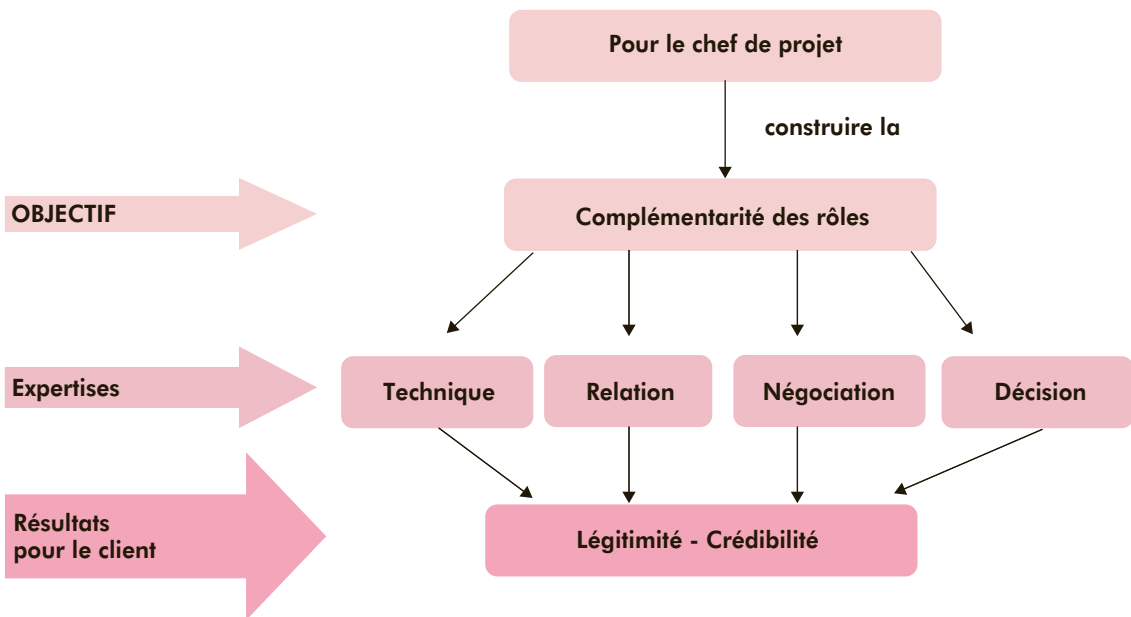 Pour le chef de projet
construire la
OBJECTIF
Complémentarité des rôles
Expertises
Technique
Relation
Négociation
Décision
Résultats
pour le client
Légitimité - Crédibilité